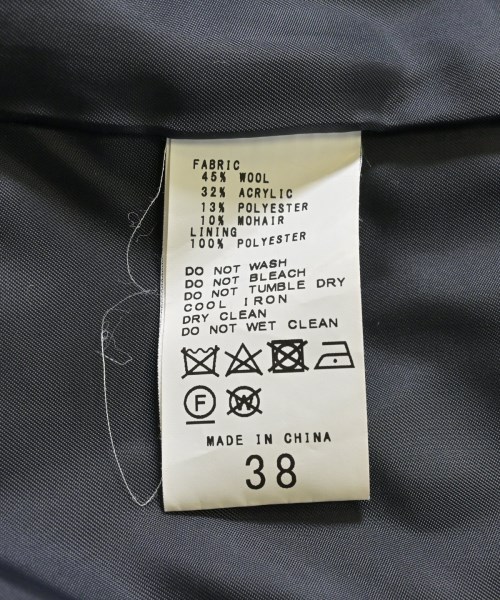 FABRIC
45% WOOL
32% ACRYLIC
13% POLYESTER
10% MOHAIR
LINING
100% POLYESTER
DO NOT WASH
DO NOT BLEACH
DO NOT TUMBLE DRY
COOL IRON
DRY CLEAN
DO NOT WET CLEAN
F W
MADE IN CHINA
38